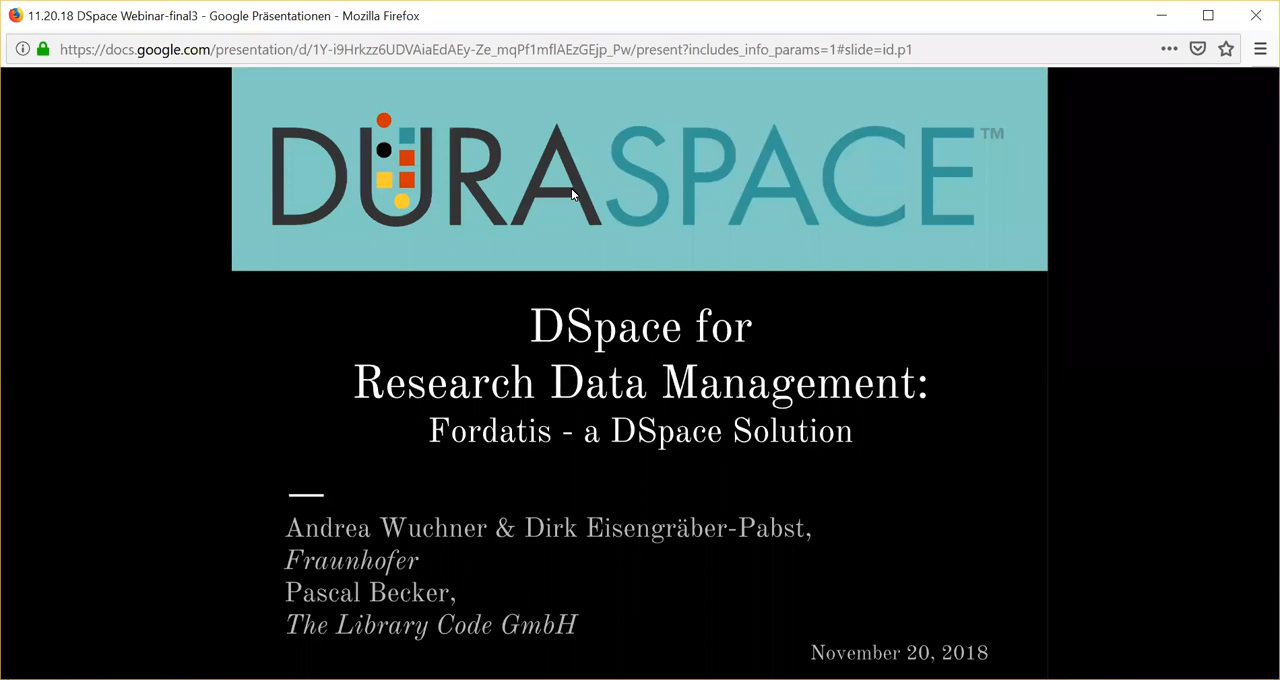 11.20.18 DSpace Webinar-final3 - Google Präsentationen - Mozilla Firefox
https://docs.google.com/presentation/d/1Y-i9Hrkzz6UDVAiaEdAEy-Ze_mqPf1mflAEzGEjp_Pw/present?includes_info_params=1#slide=id.p1
DURASPACE™
DSpace for
Research Data Management:
Fordatis - a DSpace Solution
Andrea Wuchner & Dirk Eisengräber-Pabst,
Fraunhofer
Pascal Becker,
The Library Code GmbH
November 20, 2018